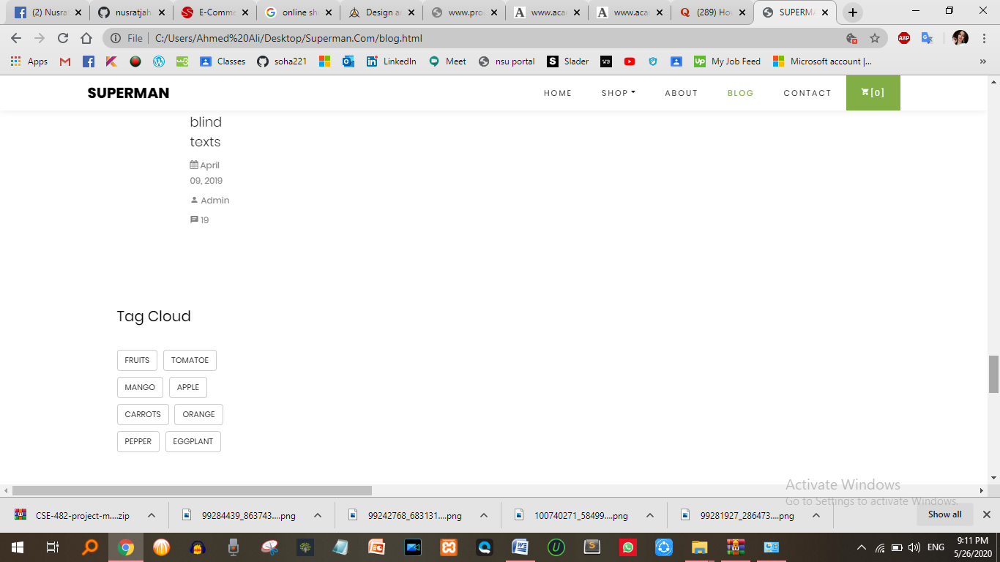 (2) Nusra
nusratjah
E-Comme
online sh
Design a
www.pro
www.aca
www.aca
(289) Ho
SUPERMA
File
C:/Users/Ahmed%20Ali/Desktop/Superman.Com/blog.html
ABP
Apps
Classes
soha221
LinkedIn
Meet
nsu portal
Slader
My Job Feed
Microsoft account |...
»
SUPERMAN
HOME
SHOP
ABOUT
BLOG
CONTACT
[0]
blind
texts
April
09, 2019
Admin
19
Tag Cloud
FRUITS
TOMATOE
MANGO
APPLE
CARROTS
ORANGE
PEPPER
EGGPLANT
Activate Windows
Go to Settings to activate Windows.
CSE-482-project-m....zip
99284439_863743....png
99242768_683131....png
100740271_58499....png
99281927_286473....png
Show all
ENG
9:11 PM
5/26/2020